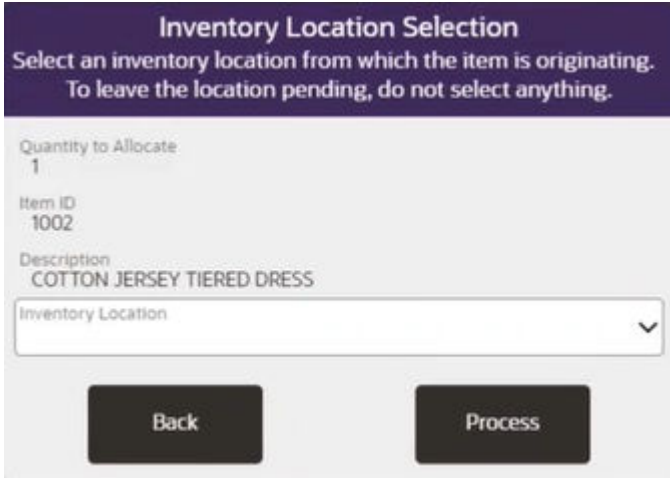 Inventory Location Selection
Select an inventory location from which the item is originating.
To leave the location pending, do not select anything.
Quantity to Allocate
1
Item ID
1002
Description
COTTON JERSEY TIERED DRESS
Inventory Location
Back
Process